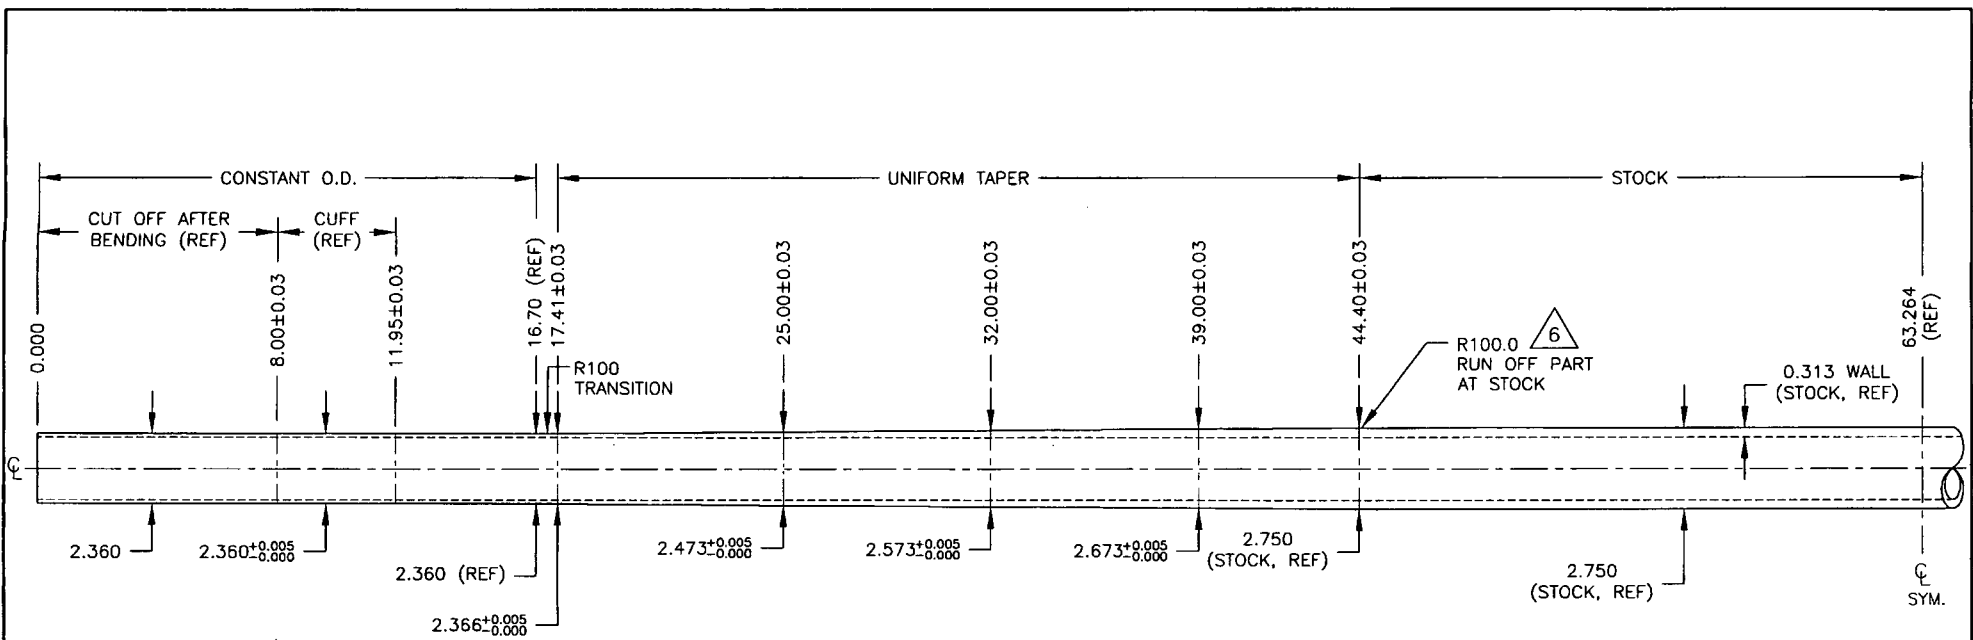 CONSTANT O.D.
UNIFORM TAPER
STOCK
CUT OFF AFTER
BENDING (REF)
CUFF
(REF)
0.000
8.00±0.03
11.95±0.03
16.70 (REF)
17.41±0.03
25.00±0.03
32.00±0.03
39.00±0.03
44.40±0.03
63.264
(REF)
R100
TRANSITION
R100.0 6
RUN OFF PART
AT STOCK
0.313 WALL
(STOCK, REF)
℄
2.360
2.360+0.005
-0.000
2.360 (REF)
2.366+0.005
-0.000
2.473+0.005
-0.000
2.573+0.005
-0.000
2.673+0.005
-0.000
2.750
(STOCK, REF)
2.750
(STOCK, REF)
℄
SYM.